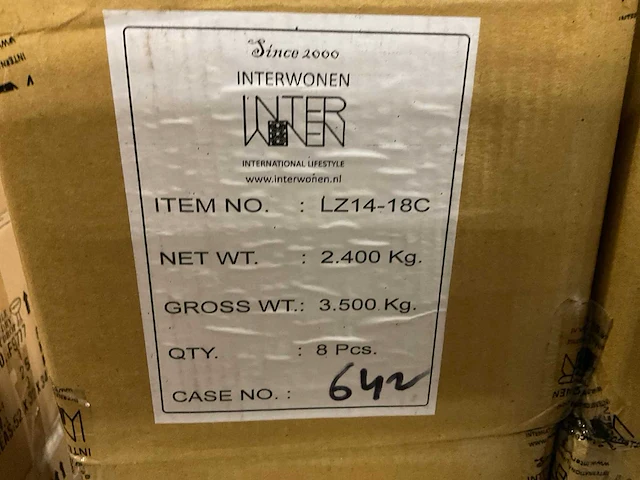 Since 2000
INTERWONEN
INTER
WONEN
INTERNATIONAL LIFESTYLE
www.interwonen.nl
ITEM NO. : LZ14-18C
NET WT. : 2.400 Kg.
GROSS WT.: 3.500 Kg.
QTY. : 8 Pcs.
CASE NO. : 642